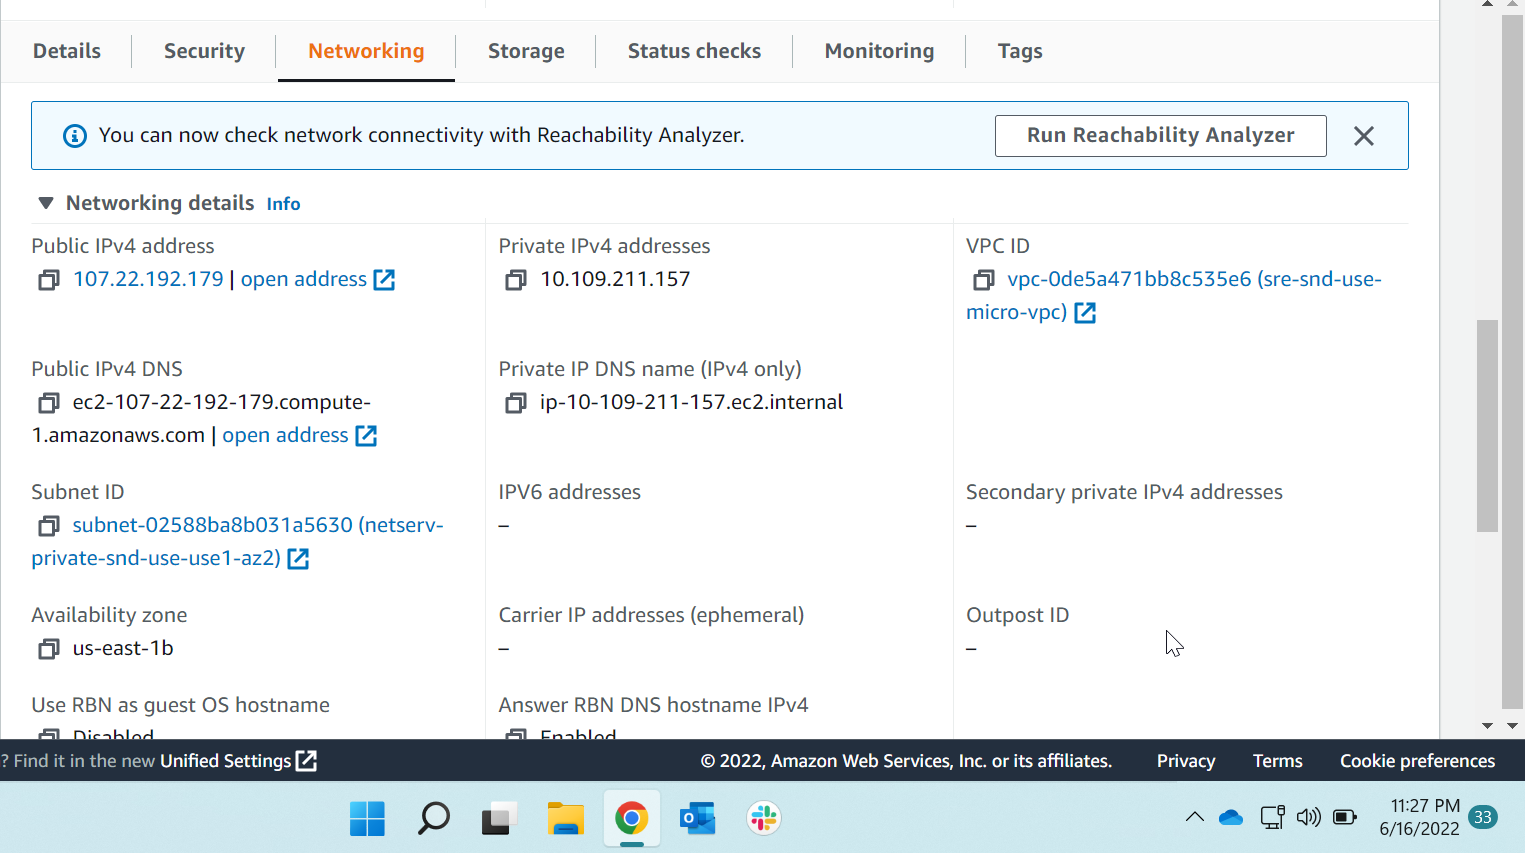 Details Security Networking Storage Status checks Monitoring Tags
You can now check network connectivity with Reachability Analyzer. Run Reachability Analyzer
Networking details Info
Public IPv4 address
107.22.192.179 | open address
Private IPv4 addresses
10.109.211.157
VPC ID
vpc-0de5a471bb8c535e6 (sre-snd-use-
micro-vpc)
Public IPv4 DNS
ec2-107-22-192-179.compute-
1.amazonaws.com | open address
Private IP DNS name (IPv4 only)
ip-10-109-211-157.ec2.internal
Subnet ID
subnet-02588ba8b031a5630 (netserv-
private-snd-use-use1-az2)
IPV6 addresses
–
Secondary private IPv4 addresses
–
Availability zone
us-east-1b
Carrier IP addresses (ephemeral)
–
Outpost ID
–
Use RBN as guest OS hostname
Disabled
Answer RBN DNS hostname IPv4
Enabled
? Find it in the new Unified Settings
© 2022, Amazon Web Services, Inc. or its affiliates. Privacy Terms Cookie preferences
11:27 PM
6/16/2022
33